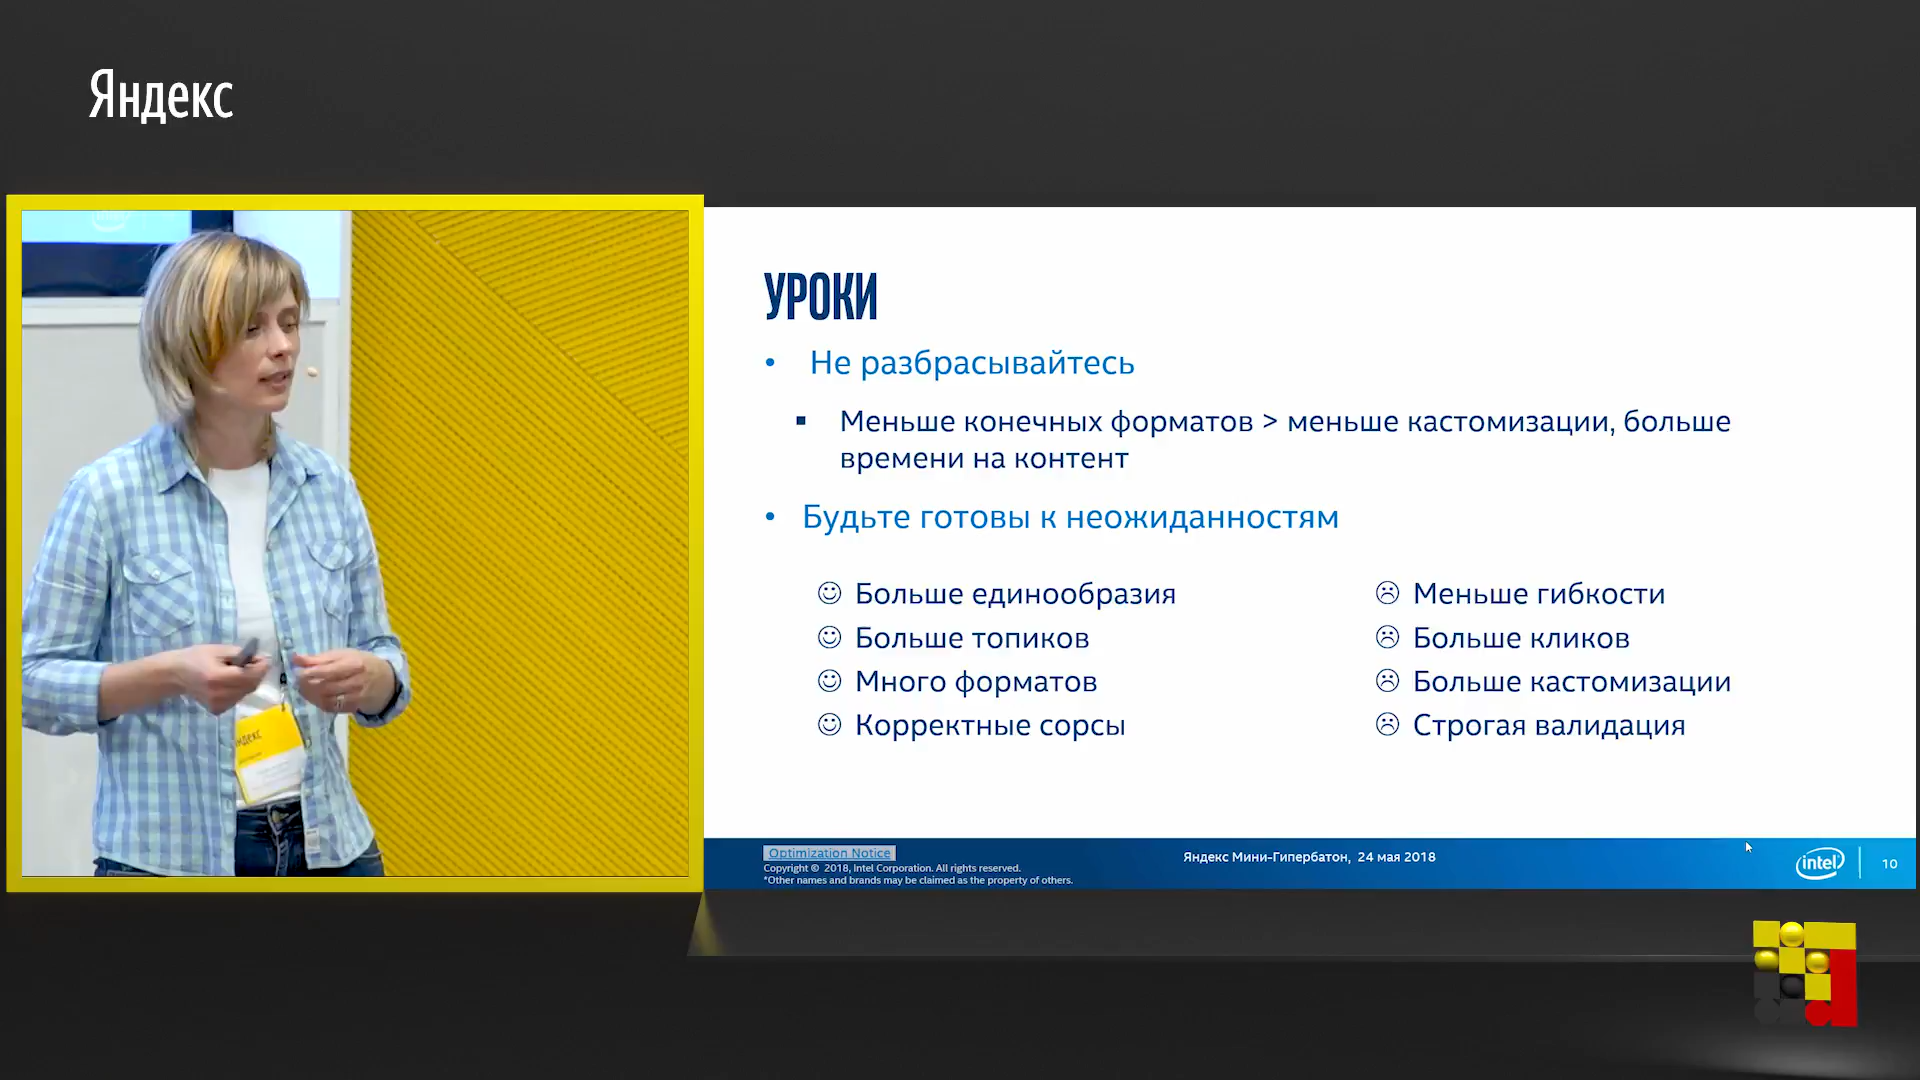 Яндекс
УРОКИ
• Не разбрасывайтесь
▪ Меньше конечных форматов > меньше кастомизации, больше
времени на контент
• Будьте готовы к неожиданностям
☺ Больше единообразия
☹ Меньше гибкости
☺ Больше топиков
☹ Больше кликов
☺ Много форматов
☹ Больше кастомизации
☺ Корректные сорсы
☹ Строгая валидация
Optimization Notice
Copyright © 2018, Intel Corporation. All rights reserved.
*Other names and brands may be claimed as the property of others.
Яндекс Мини-Гипербатон, 24 мая 2018
intel
10